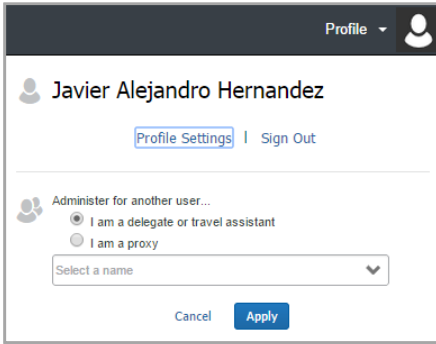 Profile
Javier Alejandro Hernandez
Profile Settings | Sign Out
Administer for another user...
I am a delegate or travel assistant
I am a proxy
Select a name
Cancel Apply